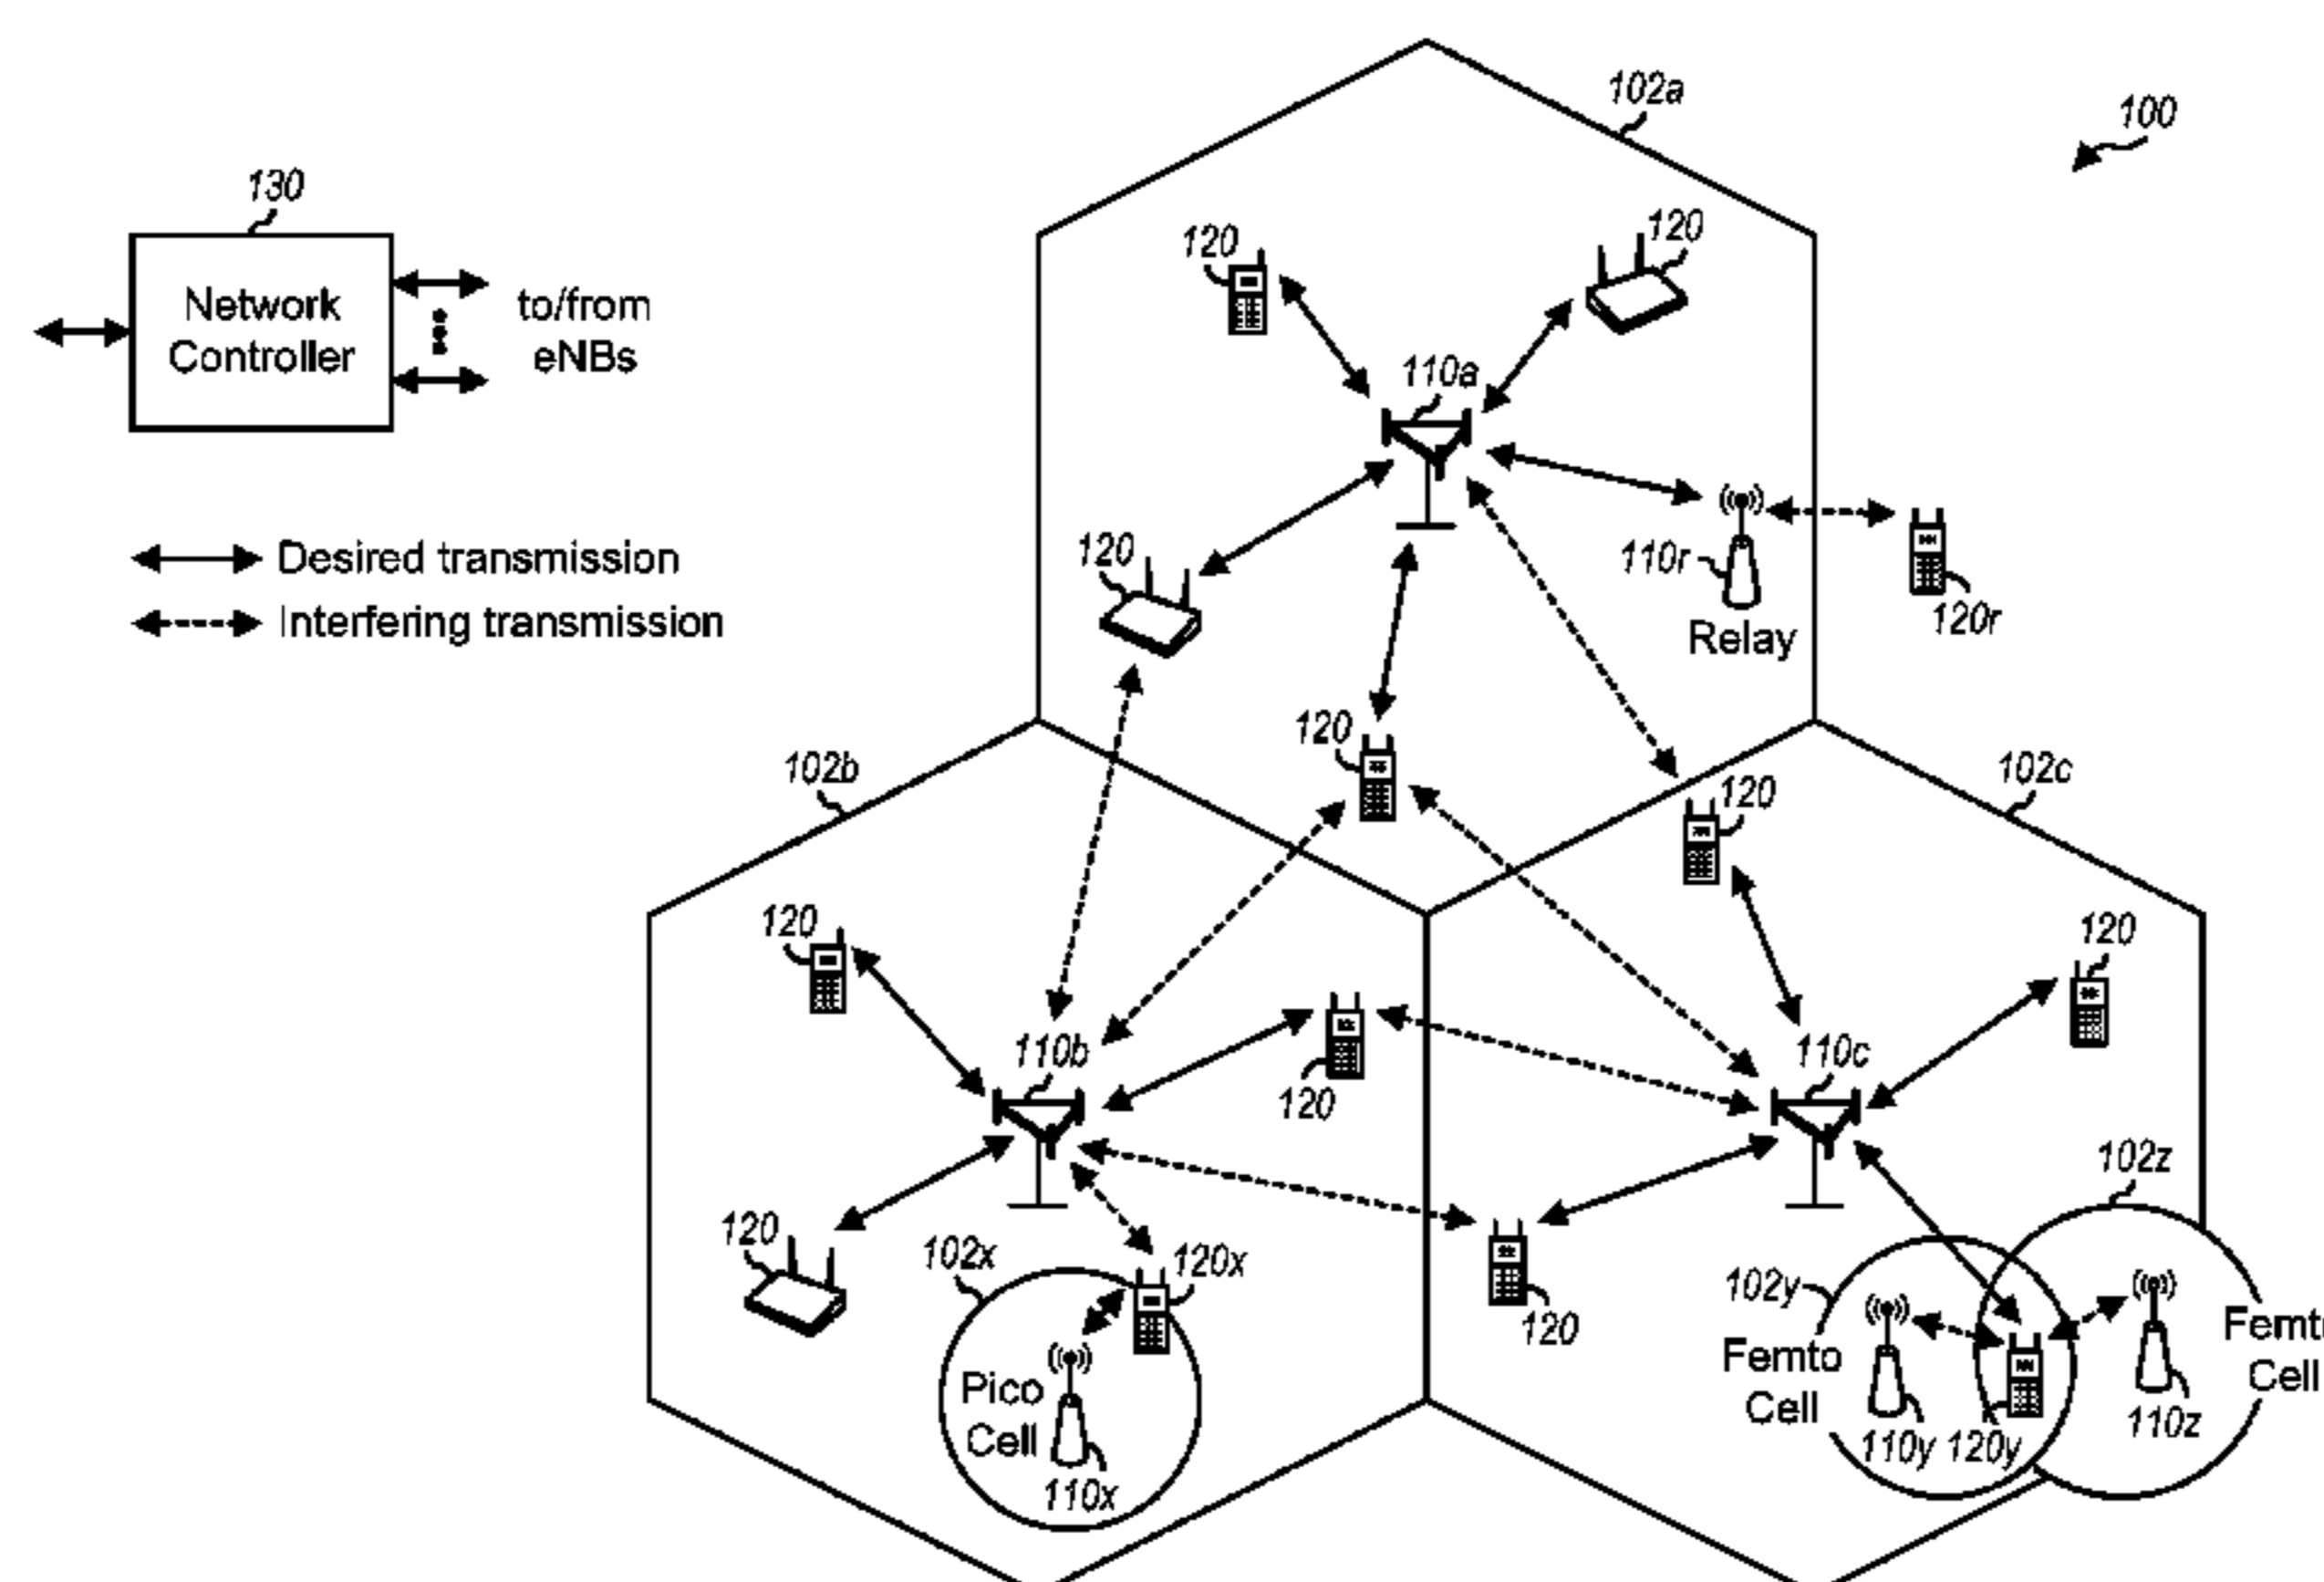 102a
100
130
120
120
Network
Controller
to/from
eNBs
110a
Desired transmission
Interfering transmission
120
110r
Relay
120r
120
102b
120
102c
120
120
110b
120
110c
102z
120
102x
120x
120
102y
Femto
Cell
Femt
Cell
Pico
Cell
110y
120y
110z
110x